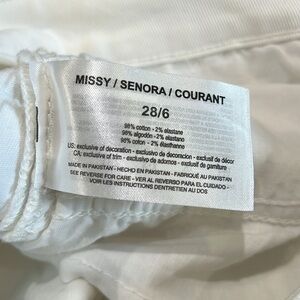 MISSY / SENORA / COURANT
28/6
98% cotton - 2% elastane
98% algodón - 2% elastano
98% coton - 2% élasthanne
US: exclusive of decoration - exclusivo de decoration - exclusif de décor
CA: exclusive of trim - exclusivo de adornos - exclusif de garniture
MADE IN PAKISTAN - HECHO EN PAKISTAN - FABRIQUÉ AU PAKISTAN
SEE REVERSE FOR CARE - VER AL REVERSO PARA EL CUIDADO -
VOIR LES INSTRUCTIONS DENTRETIEN AU DOS